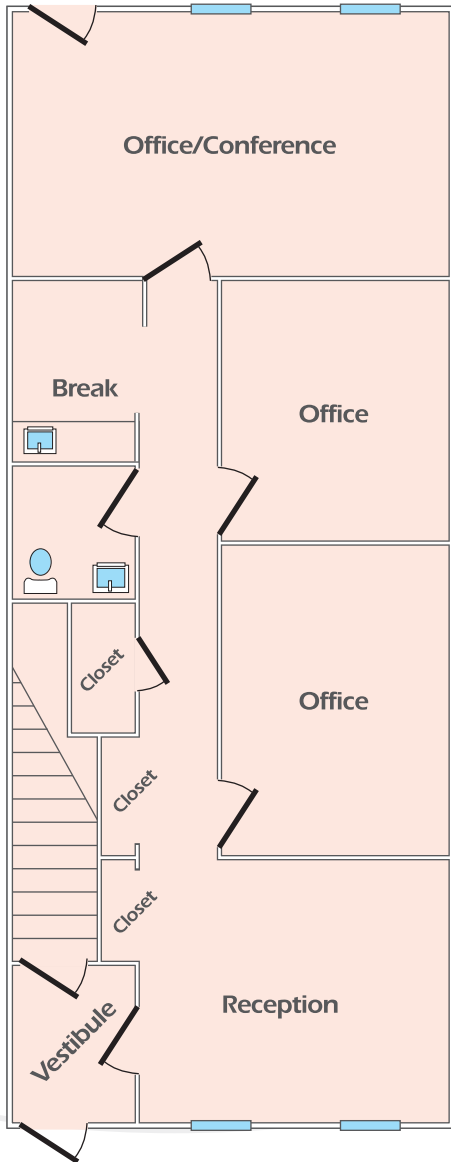 Office/Conference
Break
Office
Closet
Office
Closet
Closet
Reception
Vestibule